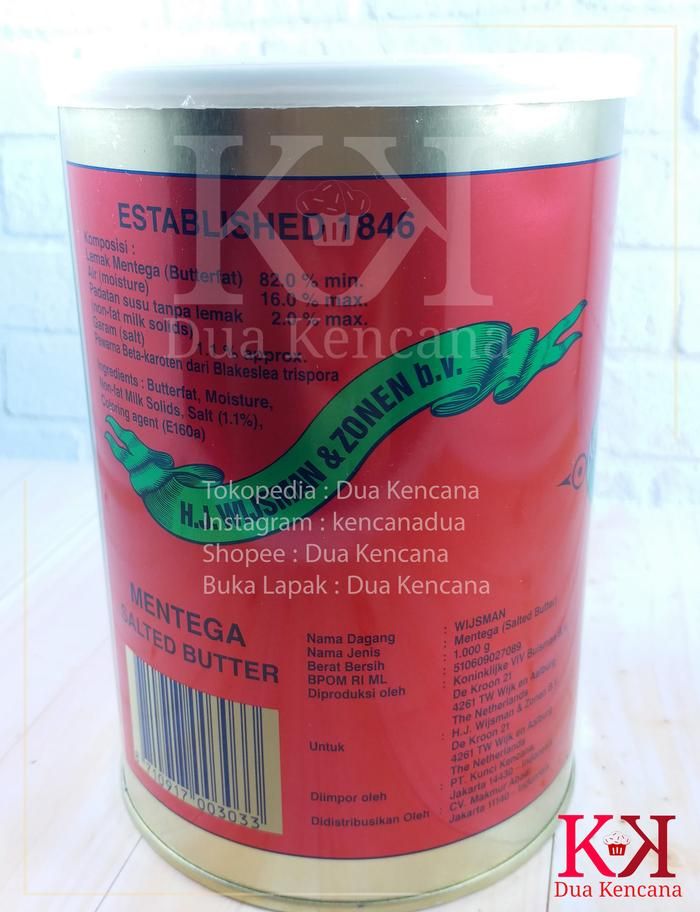 ESTABLISHED 1846
Komposisi :
Lemak Mentega (Butterfat) 82.0 % min.
Air (moisture) 16.0 % max.
Padatan susu tanpa lemak 2.0 % max.
(non-fat milk solids)
Garam (salt) 1.1 % approx.
Pewarna Beta-karoten dari Blakeslea trispora
Ingredients : Butterfat, Moisture,
Non-fat Milk Solids, Salt (1.1%),
Coloring agent (E160a)
H.J. WIJSMAN & ZONEN b.v.
KK
Dua Kencana
Tokopedia : Dua Kencana
Instagram : kencanadua
Shopee : Dua Kencana
Buka Lapak : Dua Kencana
MENTEGA
SALTED BUTTER
8 710917 003033
Nama Dagang : WIJSMAN
Nama Jenis : Mentega (Salted Butter)
Berat Bersih : 1.000 g
BPOM RI ML : 510609027089
Diproduksi oleh : Koninklijke VIV Buisman B.V.
De Kroon 21
4261 TW Wijk en Aalburg
The Netherlands
Untuk : H.J. Wijsman & Zonen B.V.
De Kroon 21
4261 TW Wijk en Aalburg
The Netherlands
Diimpor oleh : PT. Kunci Kencana
Jakarta 14430 - Indonesia
Didistribusikan Oleh : CV. Makmur Abadi
Jakarta 11140 - Indonesia
KK
Dua Kencana